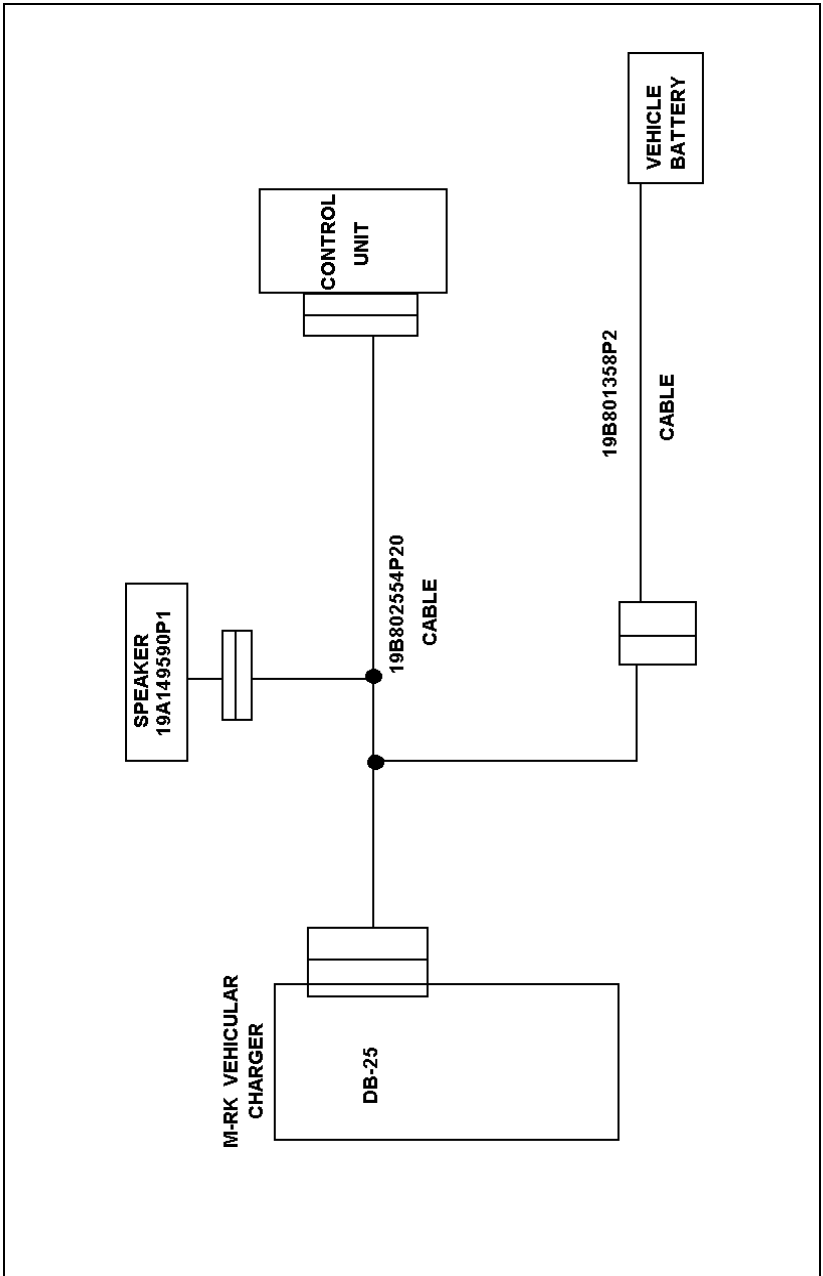 M-RK VEHICULAR
CHARGER
DB-25
SPEAKER
19A149590P1
19B802554P20
CABLE
CONTROL
UNIT
19B801358P2
CABLE
VEHICLE
BATTERY